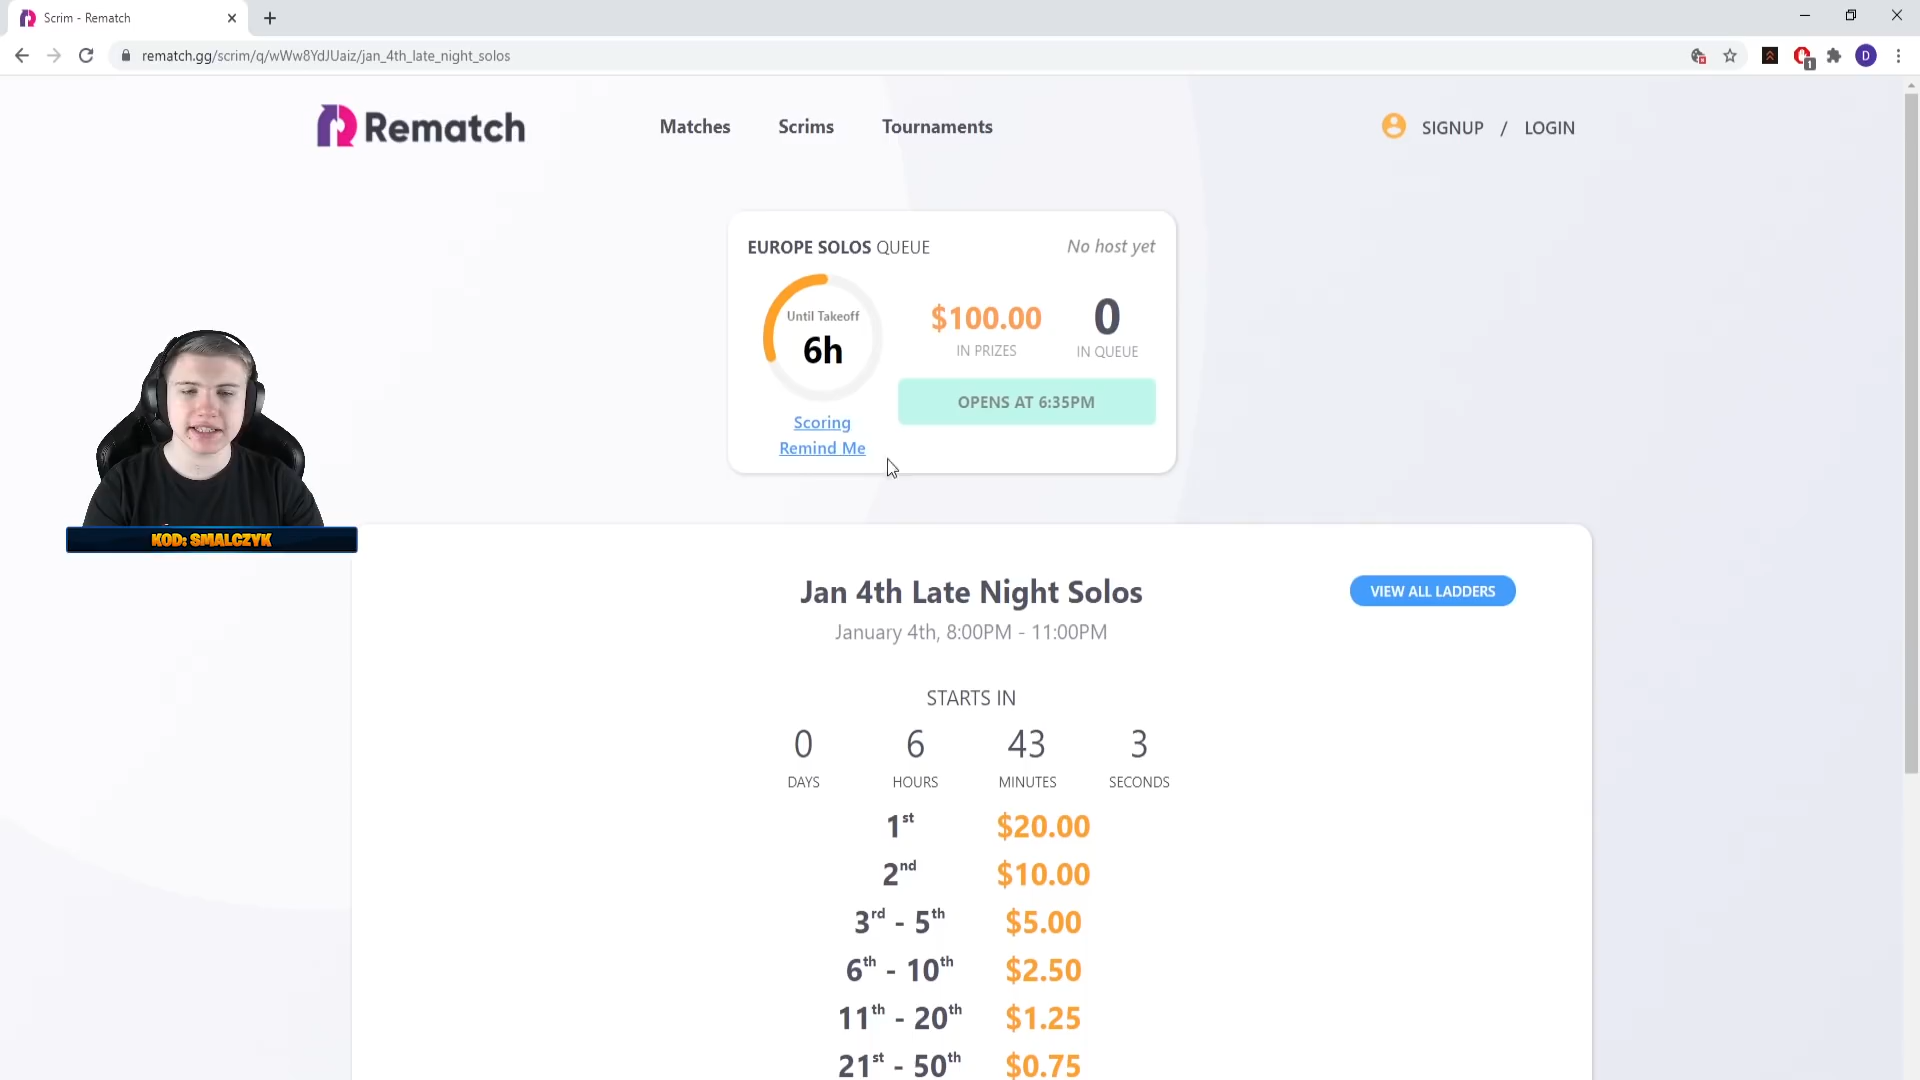 Scrim - Rematch
rematch.gg/scrim/q/wWw8YdJUaiz/jan_4th_late_night_solos
1
D
Rematch
Matches
Scrims
Tournaments
SIGNUP / LOGIN
EUROPE SOLOS QUEUE
No host yet
Until Takeoff
6h
$100.00
IN PRIZES
0
IN QUEUE
OPENS AT 6:35PM
Scoring
Remind Me
KOD: SMALCZYK
Jan 4th Late Night Solos
VIEW ALL LADDERS
January 4th, 8:00PM - 11:00PM
STARTS IN
0 6 43 3
DAYS HOURS MINUTES SECONDS
1st $20.00
2nd $10.00
3rd - 5th $5.00
6th - 10th $2.50
11th - 20th $1.25
21st - 50th $0.75